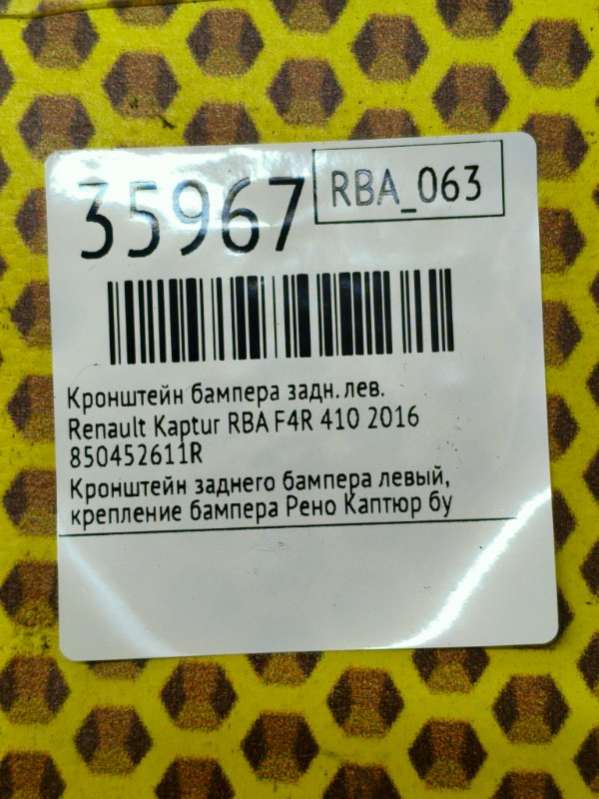 35967
RBA_063
Кронштейн бампера задн. лев.
Renault Kaptur RBA F4R 410 2016
850452611R
Кронштейн заднего бампера левый,
крепление бампера Рено Каптюр бу